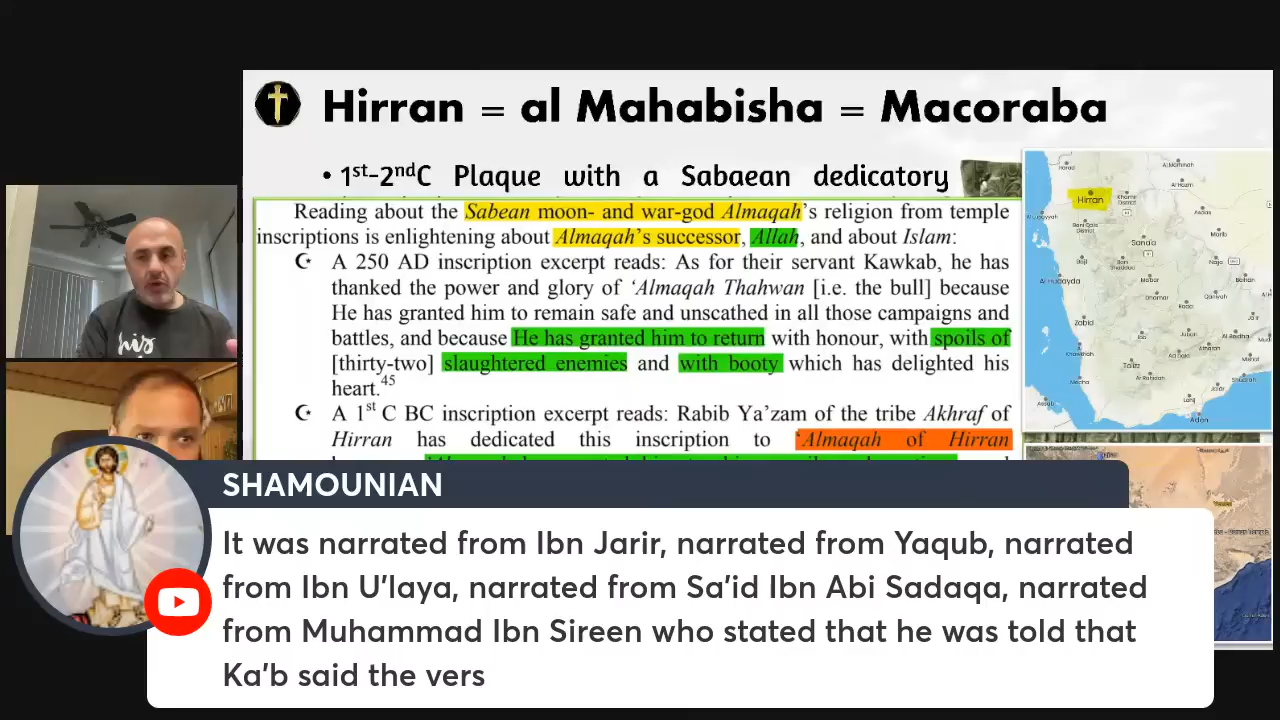 Hirran = al Mahabisha = Macoraba
• 1st-2ndC Plaque with a Sabaean dedicatory
Reading about the Sabean moon- and war-god Almaqah's religion from temple
inscriptions is enlightening about Almaqah's successor, Allah, and about Islam:
A 250 AD inscription excerpt reads: As for their servant Kawkab, he has
thanked the power and glory of 'Almaqah Thahwan [i.e. the bull] because
He has granted him to remain safe and unscathed in all those campaigns and
battles, and because He has granted him to return with honour, with spoils of
[thirty-two] slaughtered enemies and with booty which has delighted his
heart.45
A 1st C BC inscription excerpt reads: Rabib Ya'zam of the tribe Akhraf of
Hirran has dedicated this inscription to 'Almaqah of Hirran
his
Hirran
Sana'a
Zabid
Aden
SHAMOUNIAN
It was narrated from Ibn Jarir, narrated from Yaqub, narrated
from Ibn U'laya, narrated from Sa'id Ibn Abi Sadaqa, narrated
from Muhammad Ibn Sireen who stated that he was told that
Ka'b said the vers